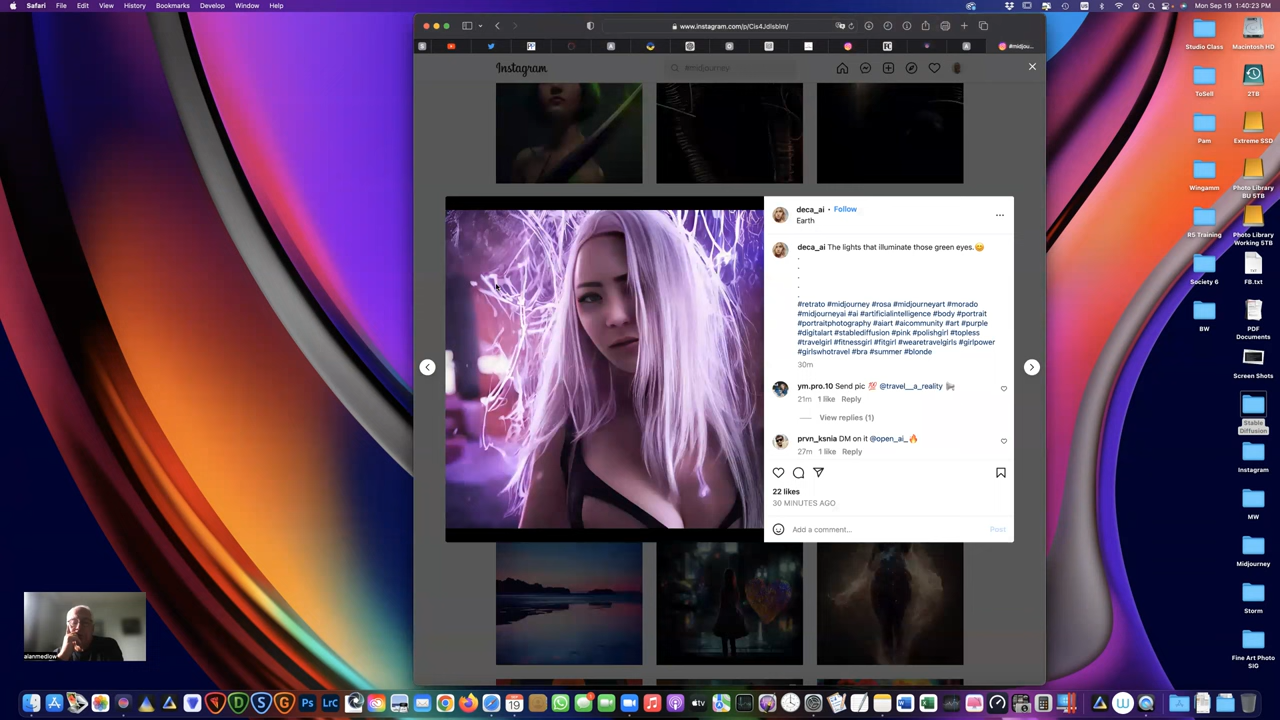 Safari File Edit View History Bookmarks Develop Window Help
Mon Sep 19 1:40:23 PM
www.instagram.com/p/Cis4Jdlsblm/
#midjou...
Instagram
#midjourney
deca_ai • Follow
Earth
deca_ai The lights that illuminate those green eyes.😊
.
.
.
.
.
#retrato #midjourney #rosa #midjourneyart #morado
#midjourneyai #ai #artificialintelligence #body #portrait
#portraitphotography #aiart #aicommunity #art #purple
#digitalart #stablediffusion #pink #polishgirl #topless
#travelgirl #fitnessgirl #fitgirl #wearetravelgirls #girlpower
#girlswhotravel #bra #summer #blonde
30m
ym.pro.10 Send pic 💯 @travel__a_reality
21m 1 like Reply
View replies (1)
prvn_ksnia DM on it @open_ai_🔥
27m 1 like Reply
22 likes
30 MINUTES AGO
Add a comment...
Post
Studio Class
Macintosh HD
ToSell
2TB
Pam
Extreme SSD
Wingamm
Photo Library
BU 5TB
R5 Training
Photo Library
Working 5TB
Society 6
FB.txt
BW
PDF
Documents
Screen Shots
Stable
Diffusion
Instagram
MW
Midjourney
Storm
Fine Art Photo
SIG
alanmedlow